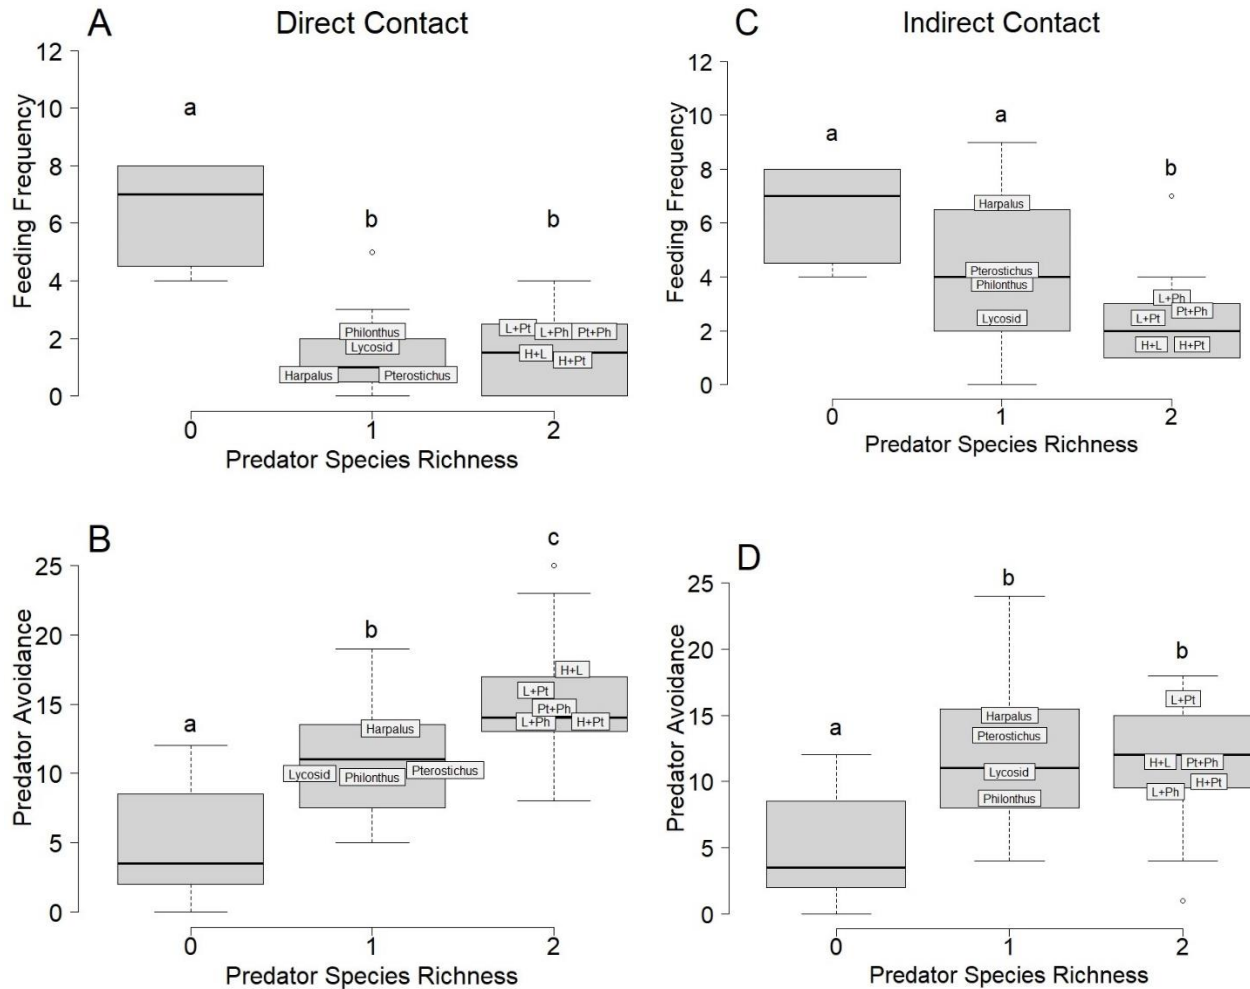 A
Direct Contact
12
10
8
6
4
2
0
Feeding Frequency
a
b
b
Philonthus
Lycosid
Harpalus
Pterostichus
L+Pt
L+Ph
Pt+Ph
H+L
H+Pt
0
1
2
Predator Species Richness
C
Indirect Contact
12
10
8
6
4
2
0
Feeding Frequency
a
a
b
Harpalus
Pterostichus
Philonthus
Lycosid
L+Ph
L+Pt
Pt+Ph
H+L
H+Pt
0
1
2
Predator Species Richness
B
25
20
15
10
5
0
Predator Avoidance
a
b
c
Harpalus
Lycosid
Philonthus
Pterostichus
H+L
L+Pt
Pt+Ph
L+Ph
H+Pt
0
1
2
Predator Species Richness
D
25
20
15
10
5
0
Predator Avoidance
a
b
b
Harpalus
Pterostichus
Lycosid
Philonthus
L+Pt
H+L
Pt+Ph
H+Pt
L+Ph
0
1
2
Predator Species Richness